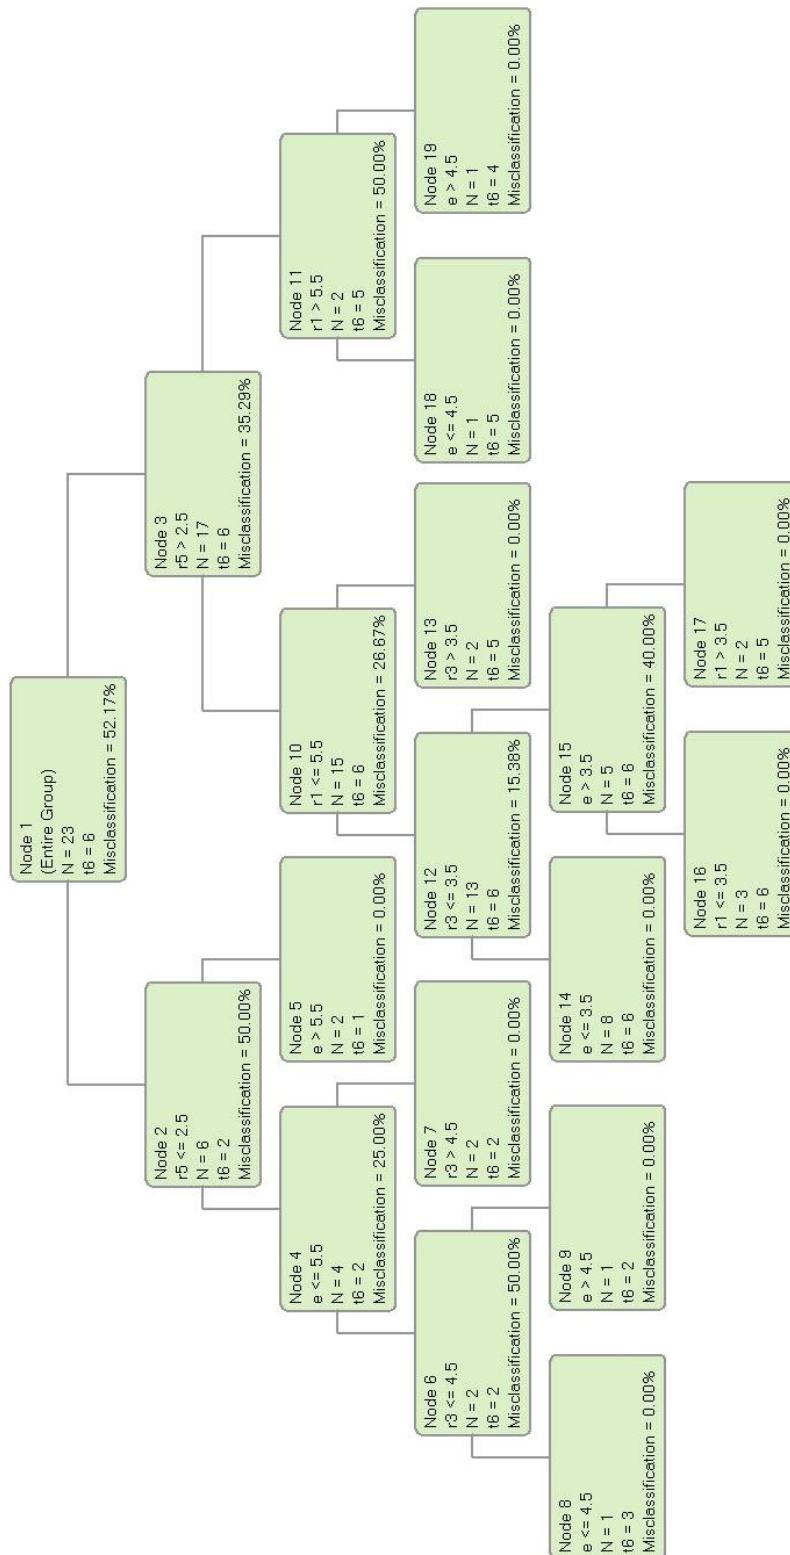 Node 1
(Entire Group)
N = 23
t6 = 6
Misclassification = 52.17%
Node 2
r5 <= 2.5
N = 6
t6 = 2
Misclassification = 50.00%
Node 3
r5 > 2.5
N = 17
t6 = 6
Misclassification = 35.29%
Node 4
e <= 5.5
N = 4
t6 = 2
Misclassification = 25.00%
Node 5
e > 5.5
N = 2
t6 = 1
Misclassification = 0.00%
Node 10
r1 <= 5.5
N = 15
t6 = 6
Misclassification = 26.67%
Node 11
r1 > 5.5
N = 2
t6 = 5
Misclassification = 50.00%
Node 6
r3 <= 4.5
N = 2
t6 = 2
Misclassification = 50.00%
Node 7
r3 > 4.5
N = 2
t6 = 2
Misclassification = 0.00%
Node 12
r3 <= 3.5
N = 13
t6 = 6
Misclassification = 15.38%
Node 13
r3 > 3.5
N = 2
t6 = 5
Misclassification = 0.00%
Node 18
e <= 4.5
N = 1
t6 = 5
Misclassification = 0.00%
Node 19
e > 4.5
N = 1
t6 = 4
Misclassification = 0.00%
Node 8
e <= 4.5
N = 1
t6 = 3
Misclassification = 0.00%
Node 9
e > 4.5
N = 1
t6 = 2
Misclassification = 0.00%
Node 14
e <= 3.5
N = 8
t6 = 6
Misclassification = 0.00%
Node 15
e > 3.5
N = 5
t6 = 6
Misclassification = 40.00%
Node 16
r1 <= 3.5
N = 3
t6 = 6
Misclassification = 0.00%
Node 17
r1 > 3.5
N = 2
t6 = 5
Misclassification = 0.00%